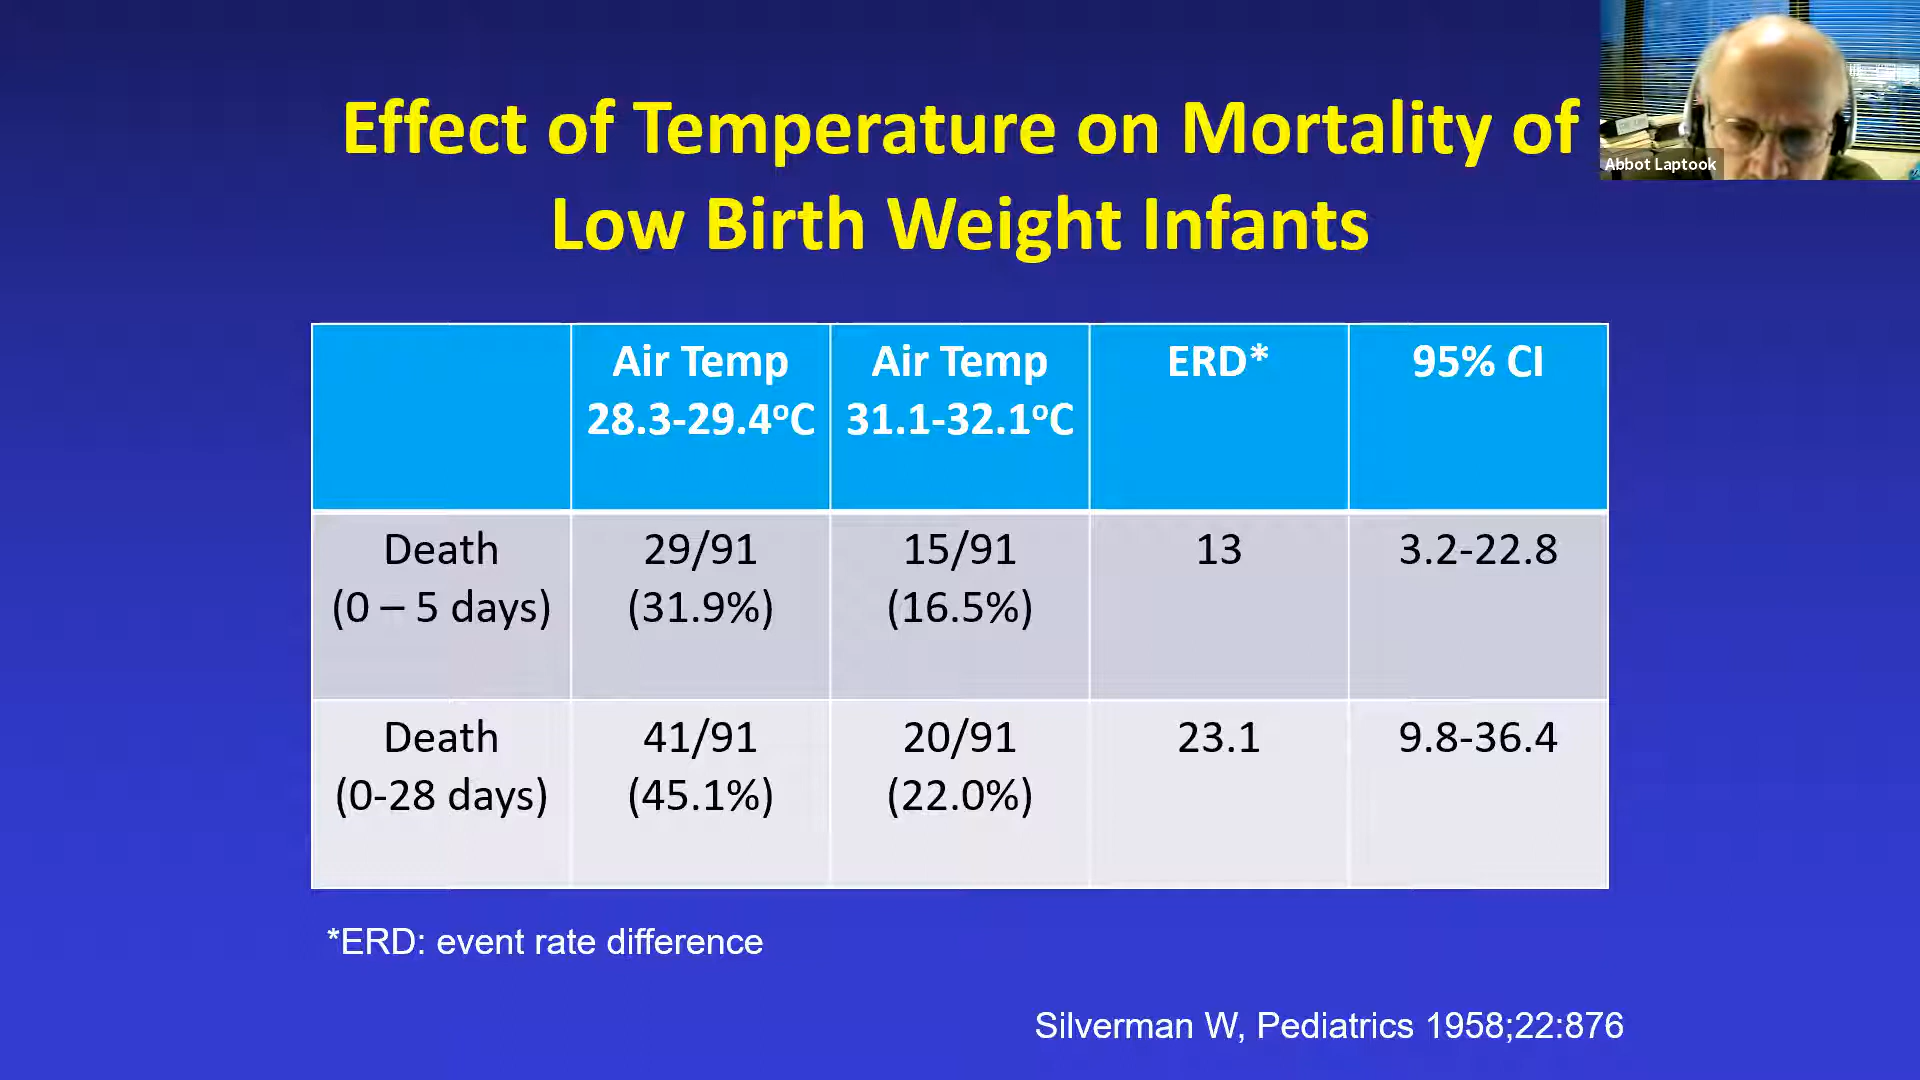 Effect of Temperature on Mortality of
Low Birth Weight Infants
Abbot Laptook
Air Temp
28.3-29.4ᵒC
Air Temp
31.1-32.1ᵒC
ERD*
95% CI
Death
(0 – 5 days)
29/91
(31.9%)
15/91
(16.5%)
13
3.2-22.8
Death
(0-28 days)
41/91
(45.1%)
20/91
(22.0%)
23.1
9.8-36.4
*ERD: event rate difference
Silverman W, Pediatrics 1958;22:876